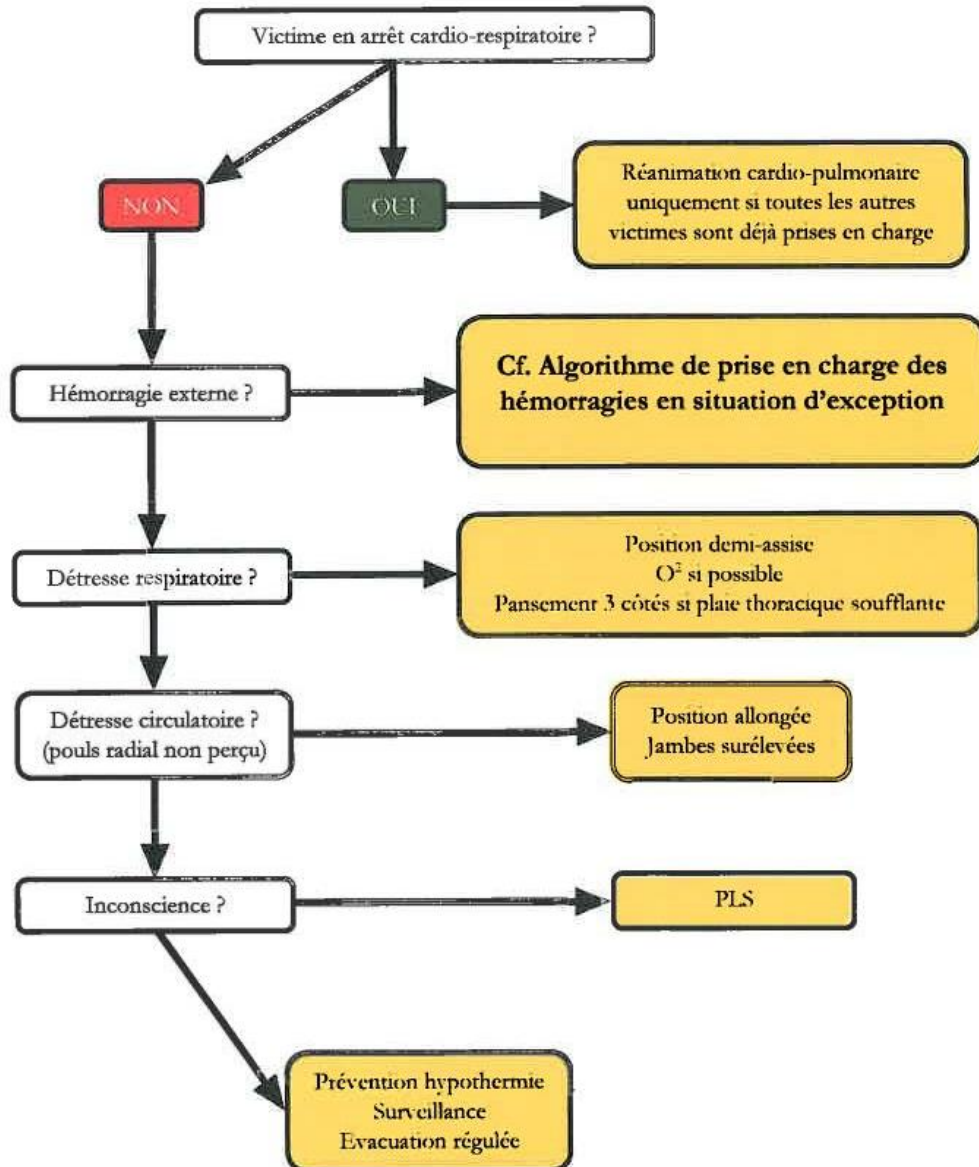 Victime en arrêt cardio-respiratoire ?
NON
OUI
Réanimation cardio-pulmonaire
uniquement si toutes les autres
victimes sont déjà prises en charge
Hémorragie externe ?
Cf. Algorithme de prise en charge des
hémorragies en situation d'exception
Détresse respiratoire ?
Position demi-assise
O² si possible
Pansement 3 côtés si plaie thoracique soufflante
Détresse circulatoire ?
(pouls radial non perçu)
Position allongée
Jambes surélevées
Inconscience ?
PLS
Prévention hypothermie
Surveillance
Evacuation régulée